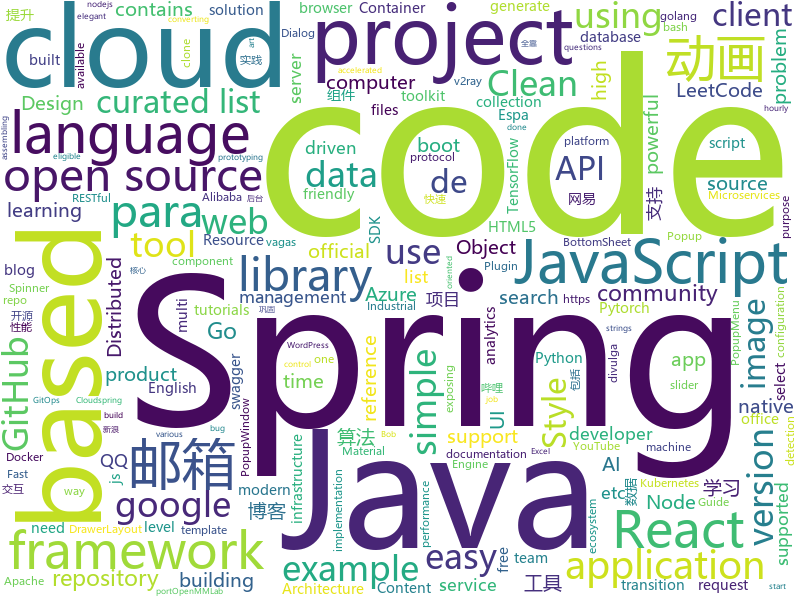 nodejs
elegant
converting
提升
contains
solution
Container
browser
generate
golang
bash
client
cloud
project
using
全靠
questions
built
available
clone
art
实践
server
Dialog
accelerated
database
动画
curated list
computer
v2ray
Clean
high
problem
Design
组件
toolkit
collection
LeetCode
language
files
Espa
powerful
code
assembling
eligible
prototyping
driven
boot
done
platform
script
open source
data
protocol
API
TensorFlow
支持
source
Microservices
hourly
RESTful
Alibaba
后台
friendly
de
快速
网易
purpose
learning
para
web
SDK
vagas
HTML5
Popup
component
Resource
official
use
Object
BottomSheet
Plugin
blog
tool
JavaScript
Spinner
核心
library
list
oriented
repo
management
Azure
search
https
community
multi
tutorials
Industrial
项目
Pytorch
开源
性能
Distributed
Go
巩固
analytics
strings
image
configuration
PopupMenu
GitHub
based
Spring
swagger
WordPress
control
one
simple
reference
exposing
Python
包括
divulga
app
select
product
English
time
哔哩
slider
native
GitOps
Cloudspring
job
Style
developer
office
build
various
bug
PopupWindow
算法
support
UI
YouTube
detection
Docker
新浪
邮箱
Material
Bob
documentation
Excel
machine
version
QQ
js
Java
Engine
AI
Fast
way
google
etc
数据
Kubernetes
学习
交互
modern
infrastructure
implementation
performance
free
Node
Guide
need
DrawerLayout
level
template
博客
React
supported
framework
example
easy
ecosystem
工具
application
Apache
repository
building
Architecture
Content
service
team
transition
request
start
portOpenMMLab